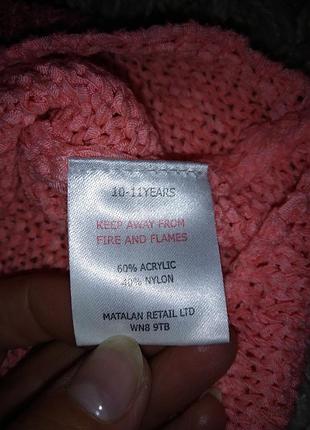 10-11YEARS
KEEP AWAY FROM
FIRE AND FLAMES
60% ACRYLIC
40% NYLON
MATALAN RETAIL LTD
WN8 9TB